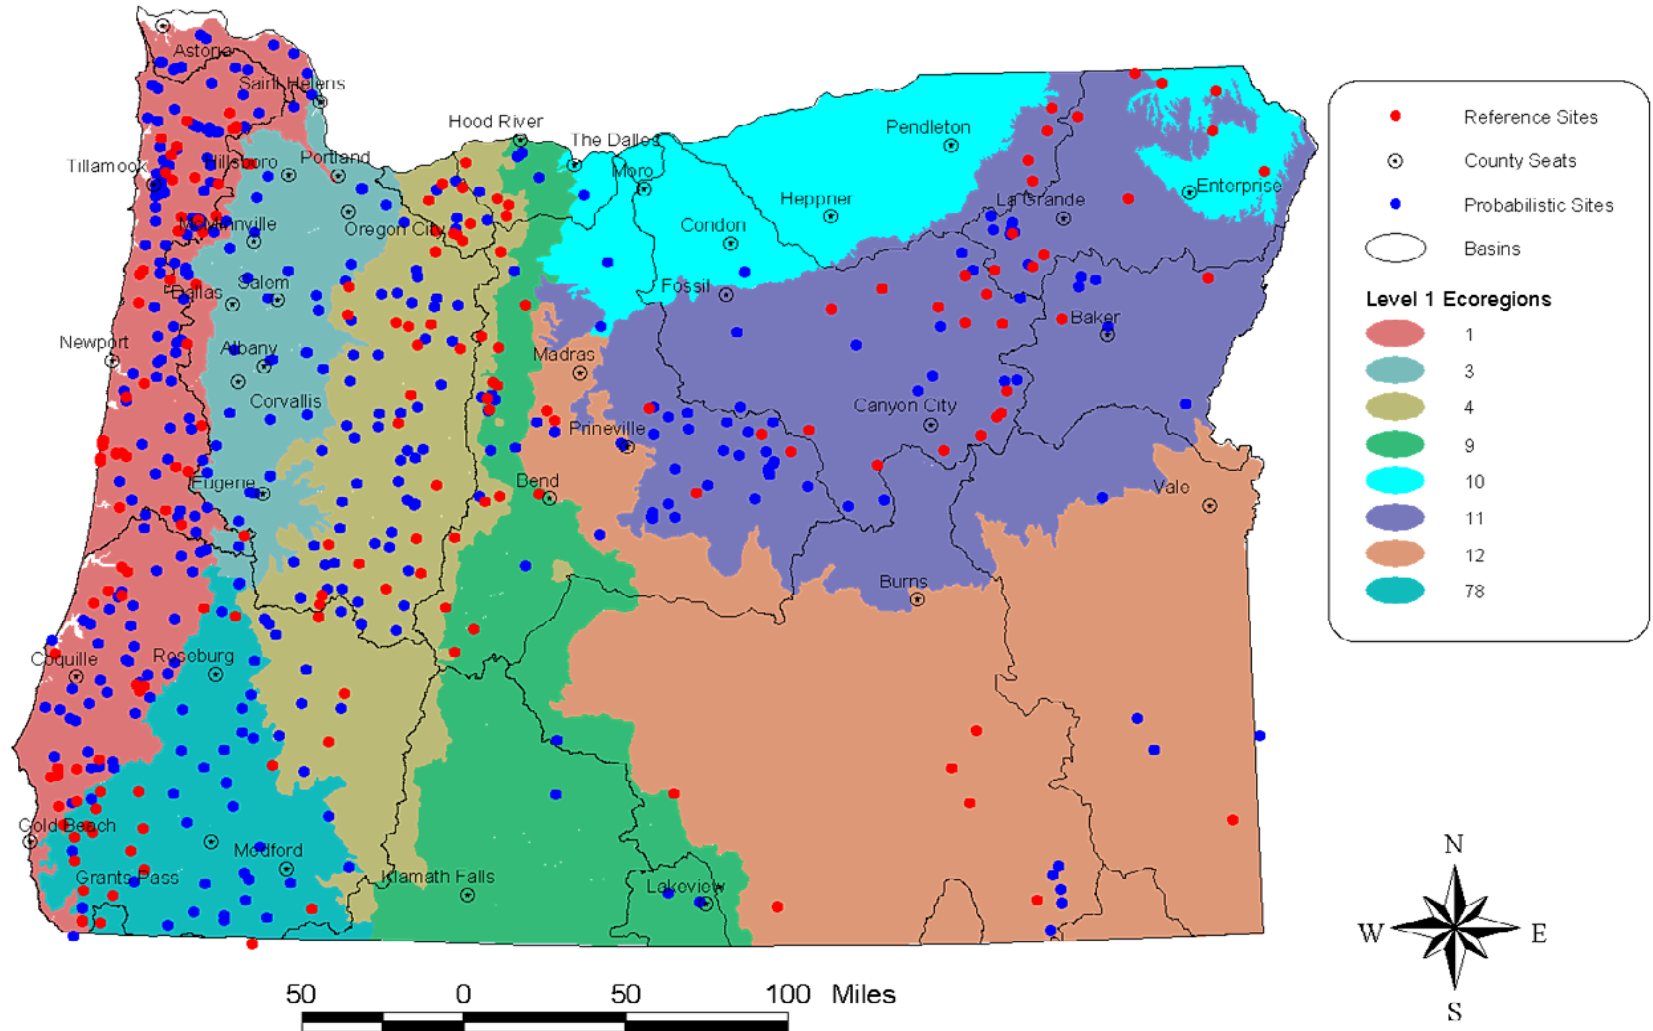 Astoria
Saint Helens
Hood River
The Dalles
Pendleton
Tillamook
Hillsboro
Portland
Moro
Enterprise
Heppner
La Grande
McMinnville
Oregon City
Condon
Dallas
Salem
Fossil
Baker
Newport
Albany
Madras
Corvallis
Canyon City
Prineville
Eugene
Bend
Vale
Burns
Coquille
Roseburg
Gold Beach
Medford
Grants Pass
Klamath Falls
Lakeview
Reference Sites
County Seats
Probabilistic Sites
Basins
Level 1 Ecoregions
1
3
4
9
10
11
12
78
N
W E
S
50 0 50 100 Miles